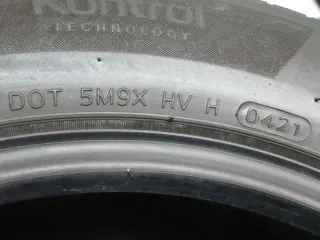 Kontrol
TECHNOLOGY
DOT 5M9X HV H 0421